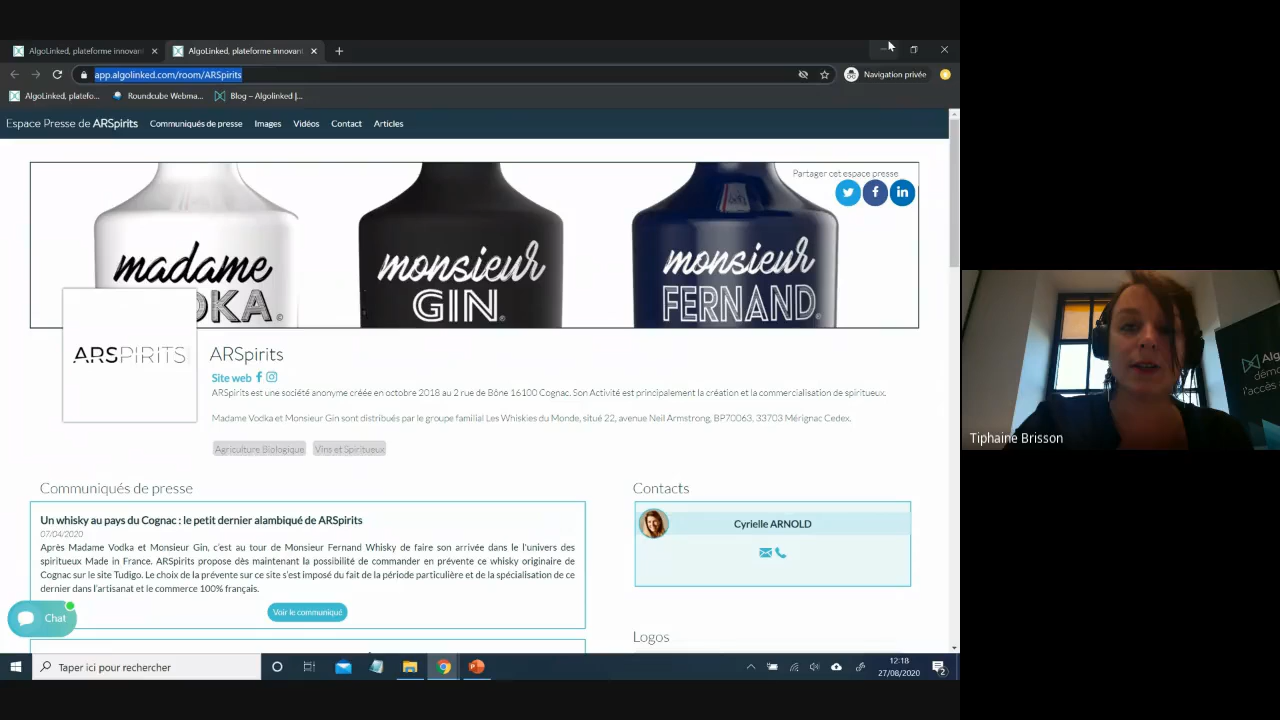 AlgoLinked, plateforme innovant
AlgoLinked, plateforme innovant
app.algolinked.com/room/ARSpirits
Navigation privée
AlgoLinked, platefo...
Roundcube Webma...
Blog – Algolinked |...
Espace Presse de ARSpirits
Communiqués de presse
Images
Vidéos
Contact
Articles
Partager cet espace presse
madame
OKA
monsieur
GIN
monsieur
FERNAND
ARSPIRITS
ARSpirits
Site web
ARSpirits est une société anonyme créée en octobre 2018 au 2 rue de Bône 16100 Cognac. Son Activité est principalement la création et la commercialisation de spiritueux.
Madame Vodka et Monsieur Gin sont distribués par le groupe familial Les Whiskies du Monde, situé 22, avenue Neil Armstrong, BP70063, 33703 Mérignac Cedex.
Agriculture Biologique
Vins et Spiritueux
Communiqués de presse
Un whisky au pays du Cognac : le petit dernier alambiqué de ARSpirits
07/04/2020
Après Madame Vodka et Monsieur Gin, c'est au tour de Monsieur Fernand Whisky de faire son arrivée dans le l'univers des
spiritueux Made in France. ARSpirits propose dès maintenant la possibilité de commander en prévente ce whisky originaire de
Cognac sur le site Tudigo. Le choix de la prévente sur ce site s'est imposé du fait de la période particulière et de la spécialisation de ce
dernier dans l'artisanat et le commerce 100% français.
Voir le communiqué
Contacts
Cyrielle ARNOLD
Logos
Chat
Taper ici pour rechercher
12:18
27/08/2020
2
Tiphaine Brisson
Alg
démo
l'accès